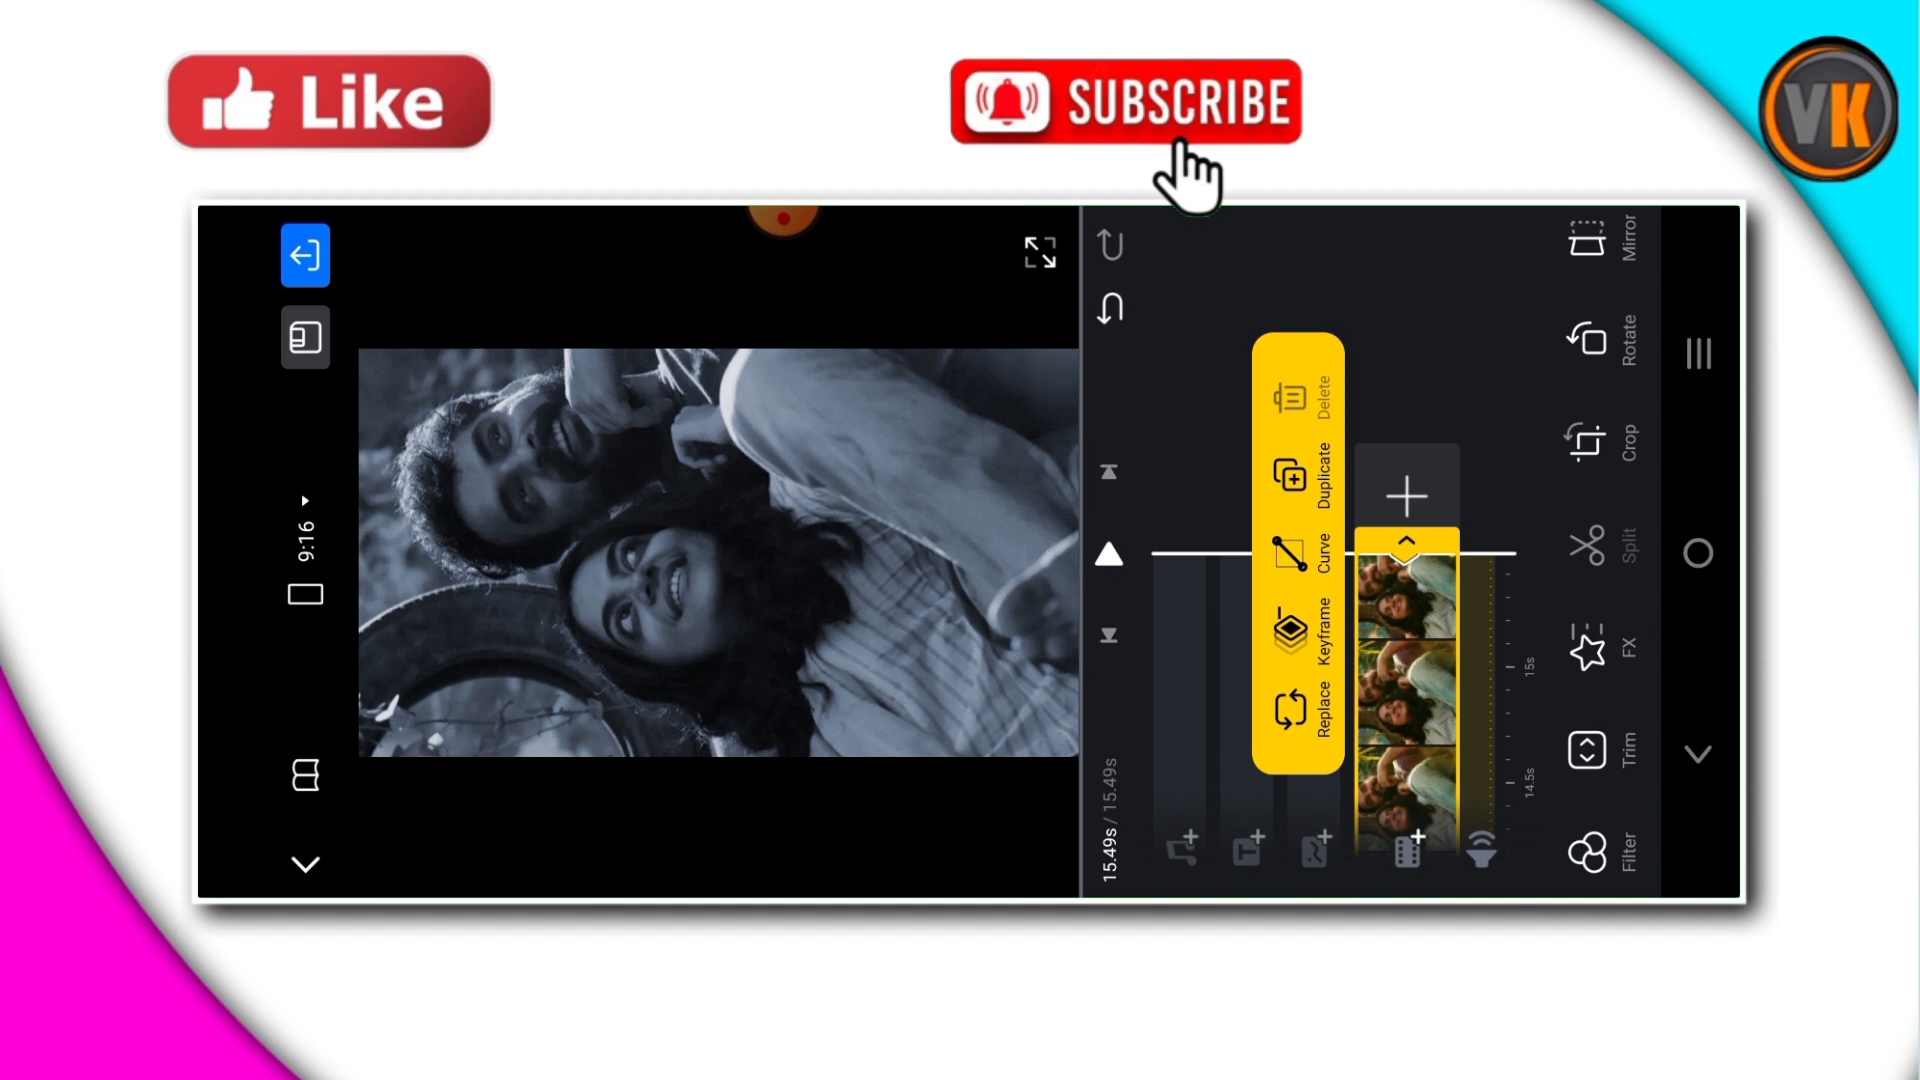 Like
SUBSCRIBE
VK
9:16
15.49s / 15.49s
Replace
Keyframe
Curve
Duplicate
Delete
14.5s
15s
Filter
Trim
FX
Split
Crop
Rotate
Mirror